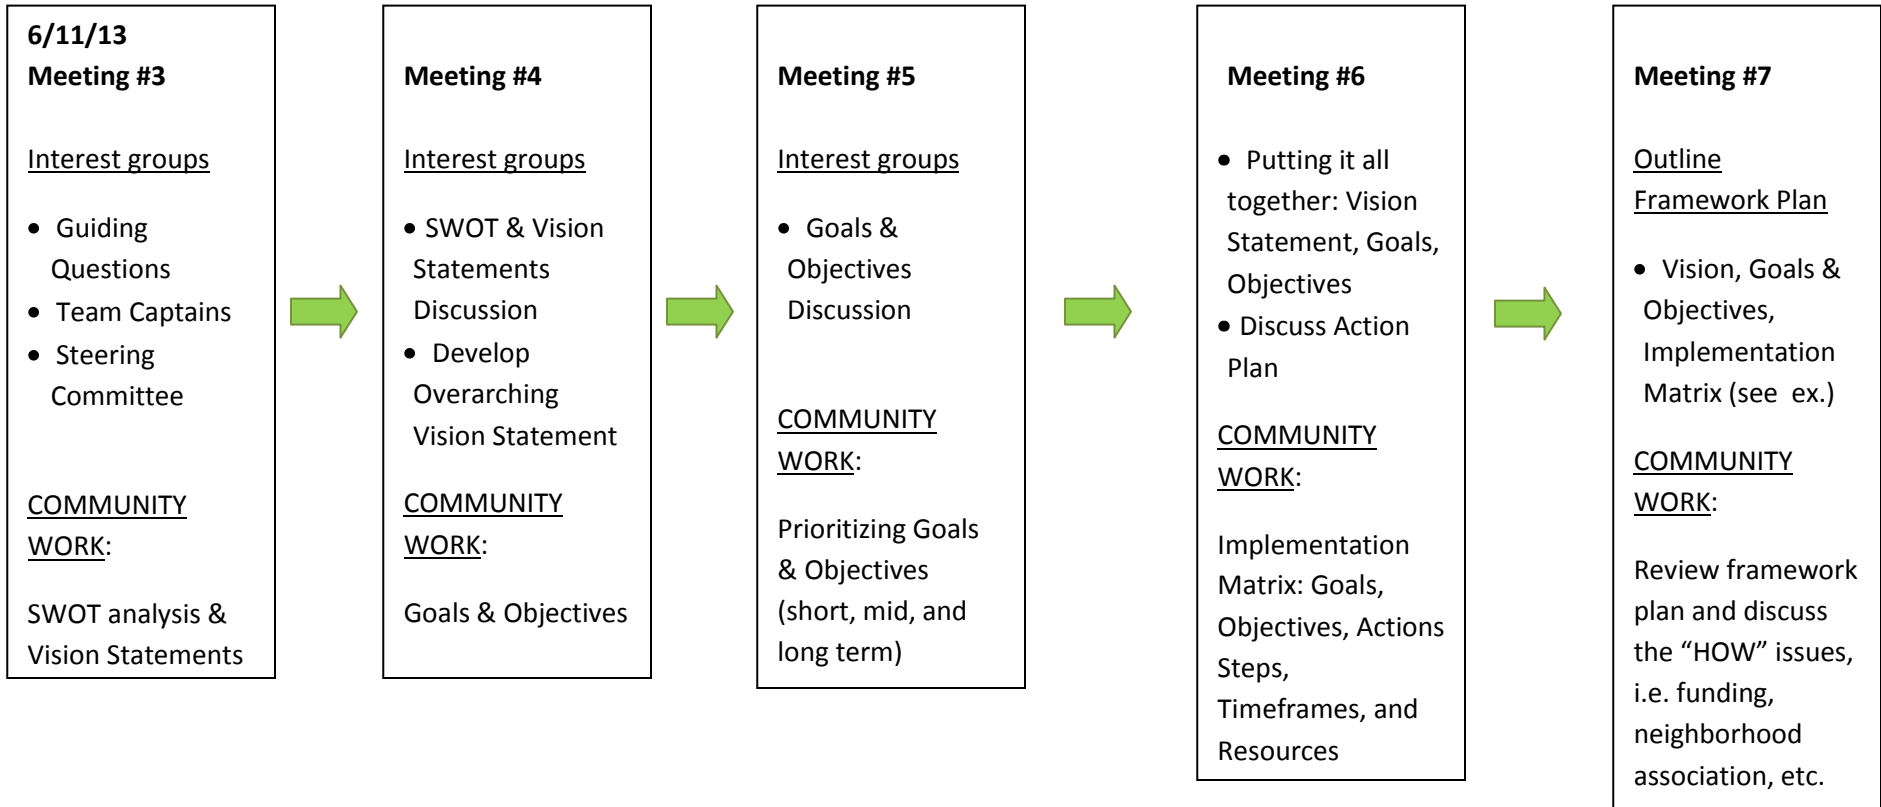 6/11/13
Meeting #3
Interest groups
• Guiding
Questions
• Team Captains
• Steering
Committee
COMMUNITY
WORK:
SWOT analysis &
Vision Statements
Meeting #4
Interest groups
• SWOT & Vision
Statements
Discussion
• Develop
Overarching
Vision Statement
COMMUNITY
WORK:
Goals & Objectives
Meeting #5
Interest groups
• Goals &
Objectives
Discussion
COMMUNITY
WORK:
Prioritizing Goals
& Objectives
(short, mid, and
long term)
Meeting #6
• Putting it all
together: Vision
Statement, Goals,
Objectives
• Discuss Action
Plan
COMMUNITY
WORK:
Implementation
Matrix: Goals,
Objectives, Actions
Steps,
Timeframes, and
Resources
Meeting #7
Outline
Framework Plan
• Vision, Goals &
Objectives,
Implementation
Matrix (see ex.)
COMMUNITY
WORK:
Review framework
plan and discuss
the “HOW” issues,
i.e. funding,
neighborhood
association, etc.